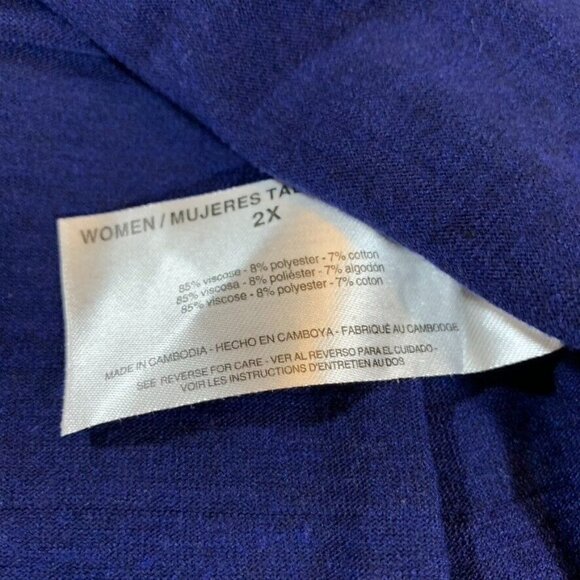 WOMEN / MUJERES
2X
85% viscose - 8% polyester - 7% cotton
85% viscosa - 8% poliéster - 7% algodón
85% viscose - 8% polyester - 7% coton
MADE IN CAMBODIA - HECHO EN CAMBOYA - FABRIQUÉ AU CAMBODGE
SEE REVERSE FOR CARE - VER AL REVERSO PARA EL CUIDADO -
VOIR LES INSTRUCTIONS D'ENTRETIEN AU DOS